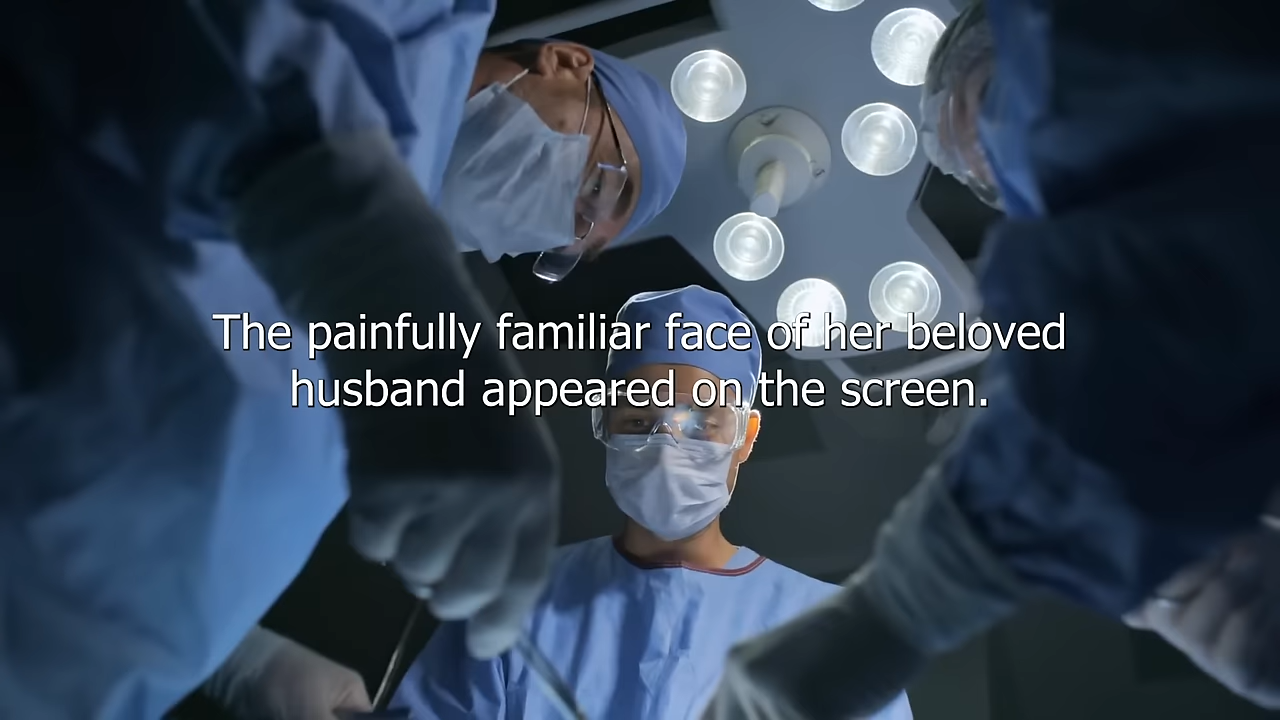 The painfully familiar face of her beloved
husband appeared on the screen.